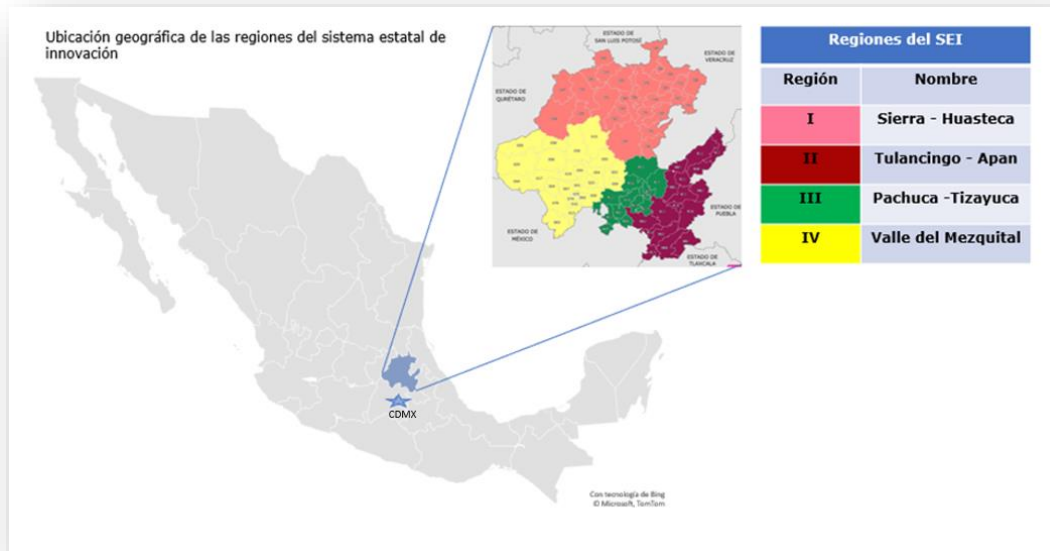 Ubicación geográfica de las regiones del sistema estatal de
innovación
ESTADO DE
SAN LUIS POTOSÍ
ESTADO DE
VERACRUZ
ESTADO DE
QURÉTARO
ESTADO DE
PUEBLA
ESTADO DE
MÉXICO
ESTADO DE
TLAXCALA
Regiones del SEI
Región Nombre
I Sierra - Huasteca
II Tulancingo - Apan
III Pachuca -Tizayuca
IV Valle del Mezquital
CDMX
Con tecnología de Bing
© Microsoft, TomTom